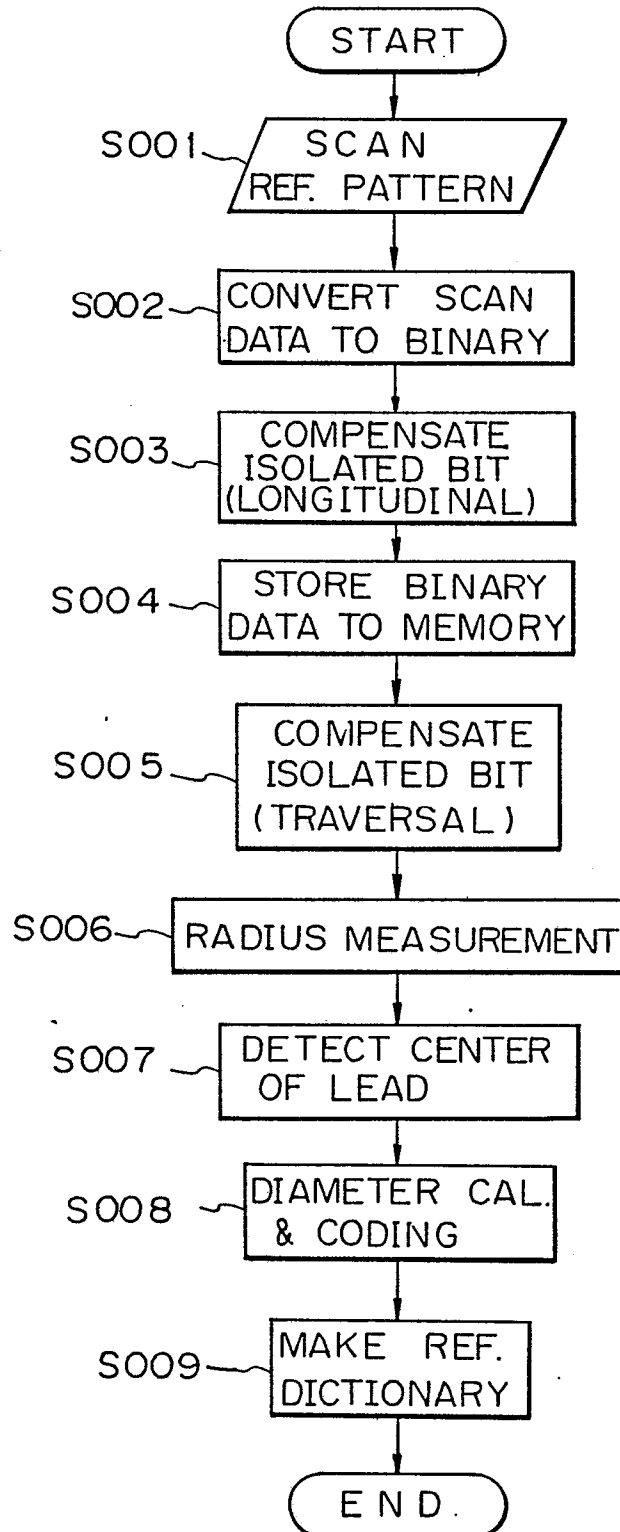 START
S001
SCAN
REF. PATTERN
S002
CONVERT SCAN
DATA TO BINARY
S003
COMPENSATE
ISOLATED BIT
(LONGITUDINAL)
S004
STORE BINARY
DATA TO MEMORY
S005
COMPENSATE
ISOLATED BIT
(TRAVERSAL)
S006
RADIUS MEASUREMENT
S007
DETECT CENTER
OF LEAD
S008
DIAMETER CAL.
& CODING
S009
MAKE REF.
DICTIONARY
END